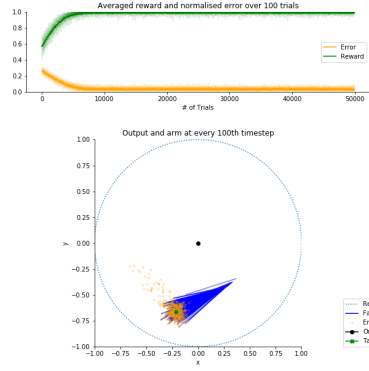 Averaged reward and normalised error over 100 trials
1.0
0.8
0.6
0.4
0.2
0.0
Error
Reward
0 10000 20000 30000 40000 50000
# of Trials
Output and arm at every 100th timestep
1.00
0.75
0.50
0.25
0.00
−0.25
−0.50
−0.75
−1.00
y
−1.00 −0.75 −0.50 −0.25 0.00 0.25 0.50 0.75 1.00
x